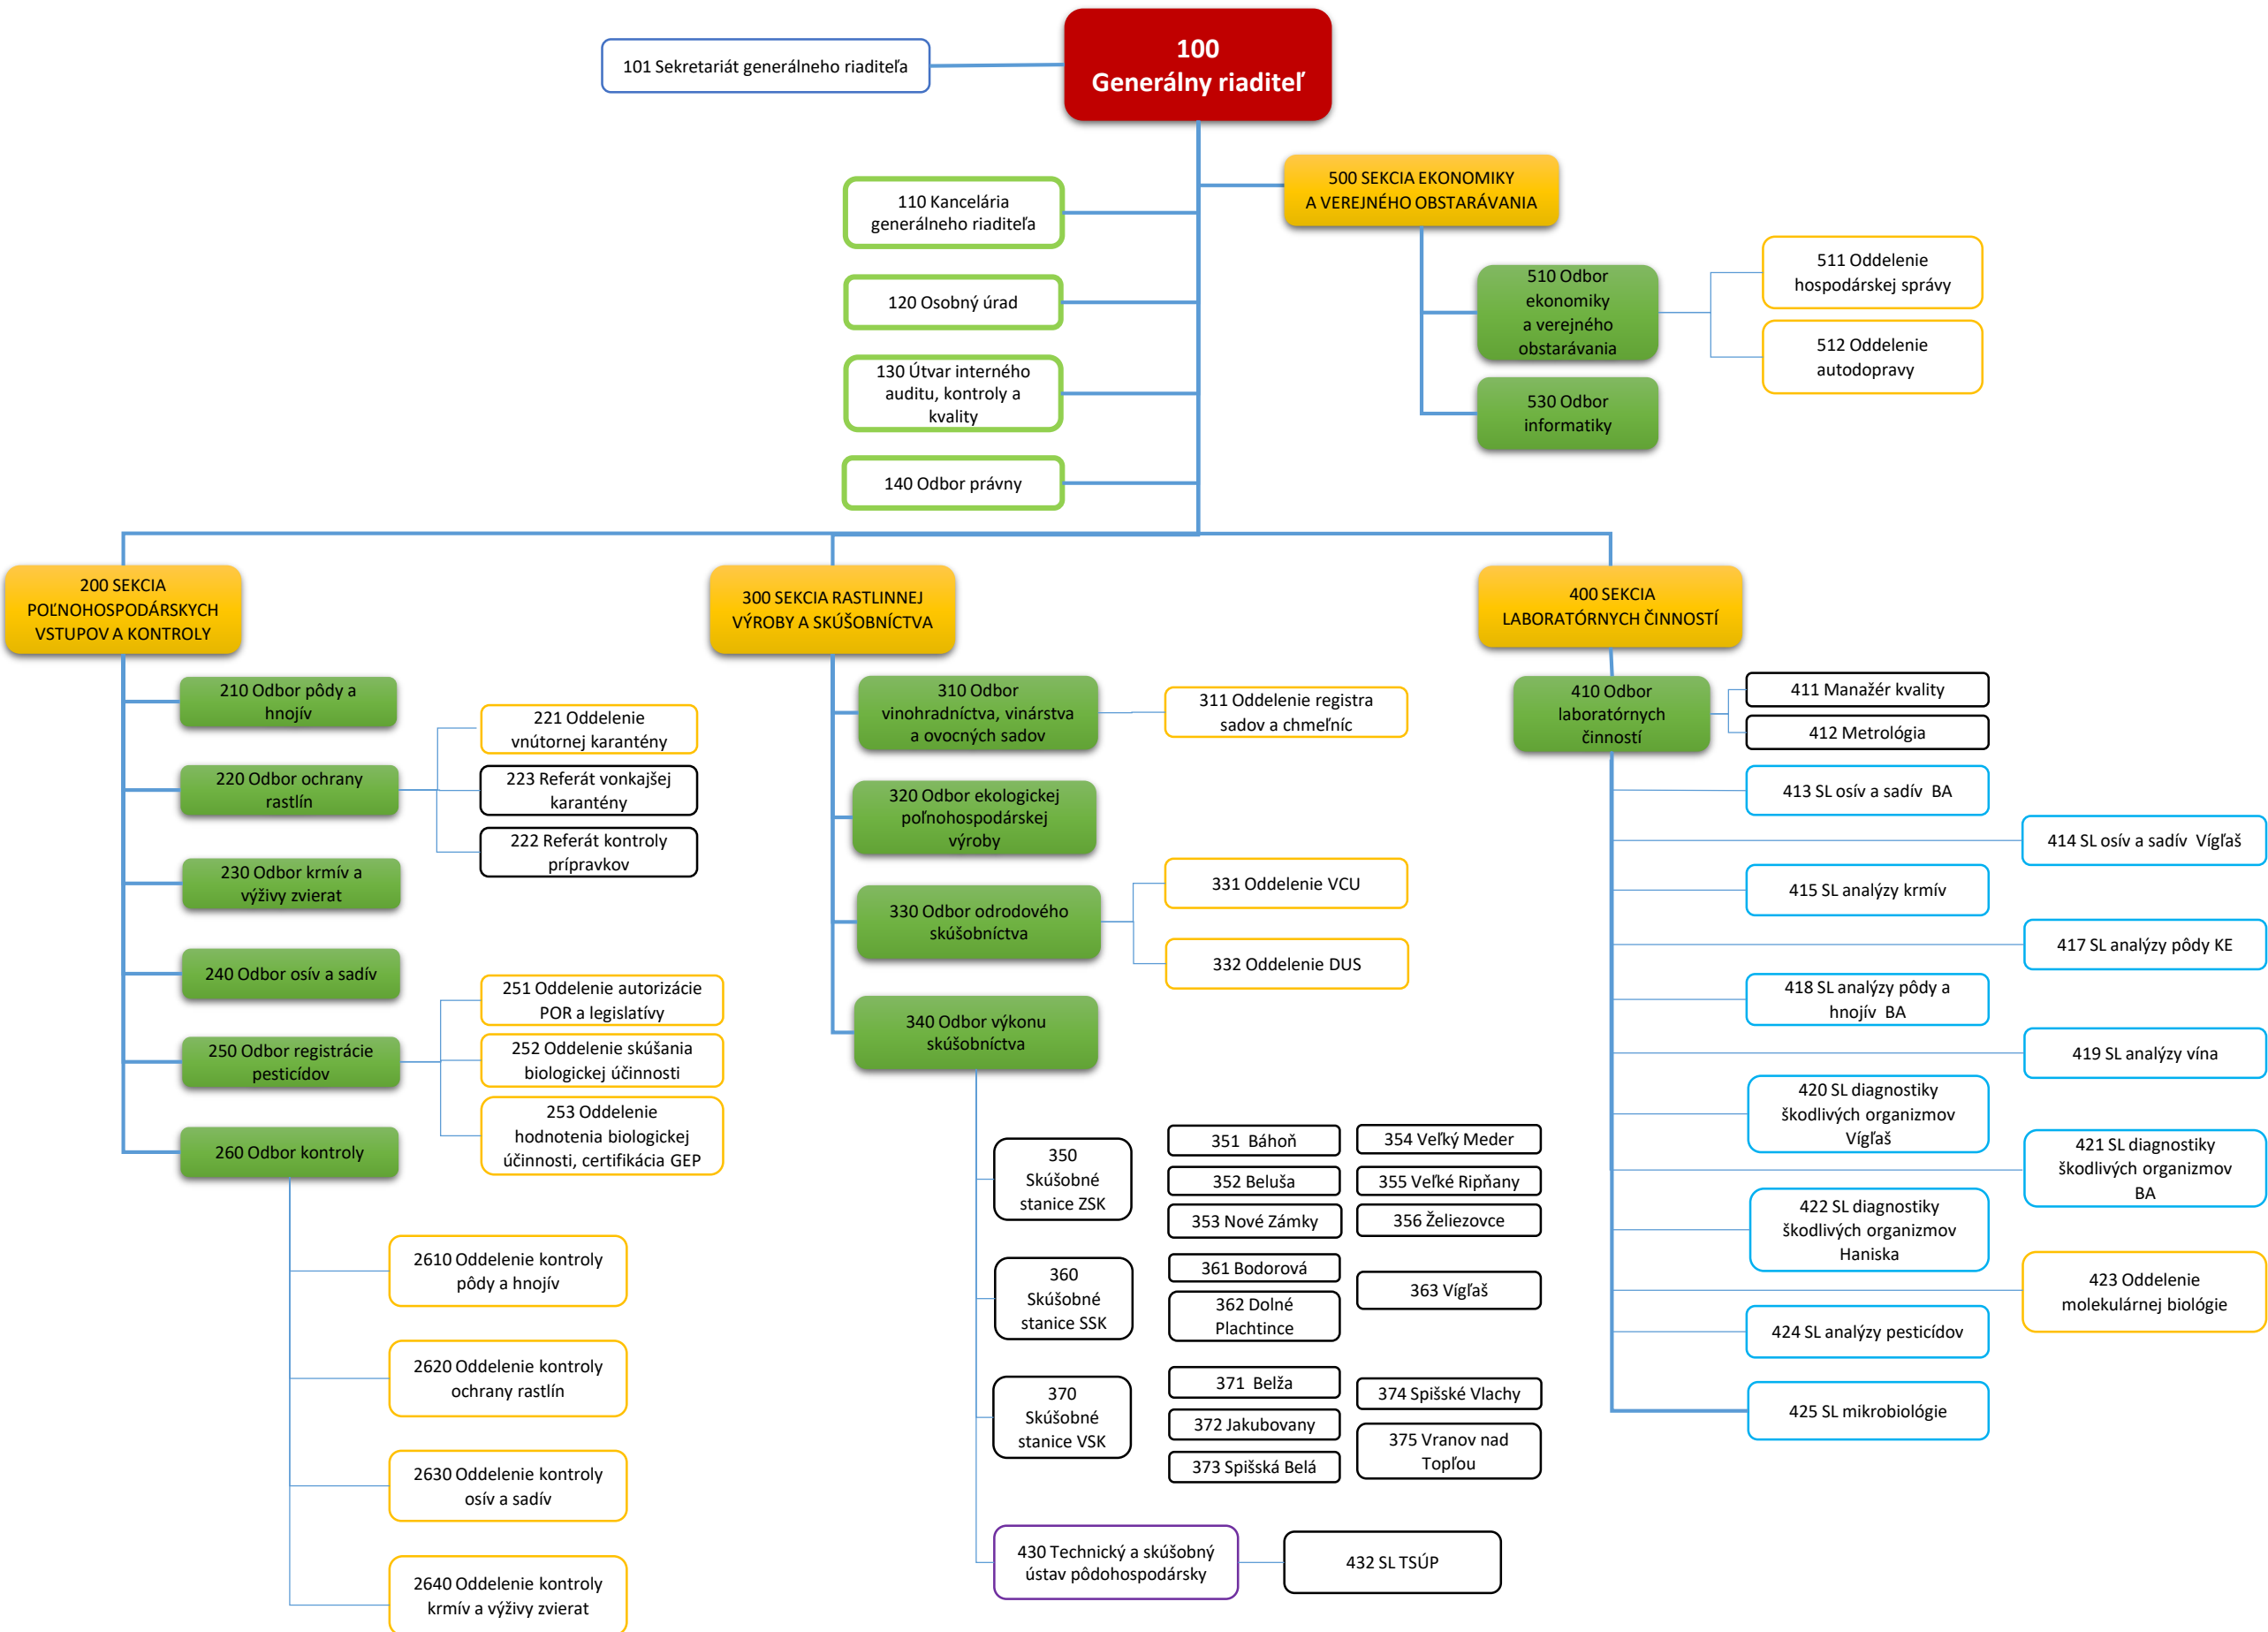 101 Sekretariát generálneho riaditeľa
100
Generálny riaditeľ
110 Kancelária
generálneho riaditeľa
120 Osobný úrad
130 Útvar interného
auditu, kontroly a
kvality
140 Odbor právny
500 SEKCIA EKONOMIKY
A VEREJNÉHO OBSTARÁVANIA
510 Odbor
ekonomiky
a verejného
obstarávania
511 Oddelenie
hospodárskej správy
512 Oddelenie
autodopravy
530 Odbor
informatiky
200 SEKCIA
POĽNOHOSPODÁRSKYCH
VSTUPOV A KONTROLY
210 Odbor pôdy a
hnojív
220 Odbor ochrany
rastlín
221 Oddelenie
vnútornej karantény
223 Referát vonkajšej
karantény
222 Referát kontroly
prípravkov
230 Odbor krmív a
výživy zvierat
240 Odbor osív a sadív
250 Odbor registrácie
pesticídov
251 Oddelenie autorizácie
POR a legislatívy
252 Oddelenie skúšania
biologickej účinnosti
253 Oddelenie
hodnotenia biologickej
účinnosti, certifikácia GEP
260 Odbor kontroly
2610 Oddelenie kontroly
pôdy a hnojív
2620 Oddelenie kontroly
ochrany rastlín
2630 Oddelenie kontroly
osív a sadív
2640 Oddelenie kontroly
krmív a výživy zvierat
300 SEKCIA RASTLINNEJ
VÝROBY A SKÚŠOBNÍCTVA
310 Odbor
vinohradníctva, vinárstva
a ovocných sadov
311 Oddelenie registra
sadov a chmeľníc
320 Odbor ekologickej
poľnohospodárskej
výroby
330 Odbor odrodového
skúšobníctva
331 Oddelenie VCU
332 Oddelenie DUS
340 Odbor výkonu
skúšobníctva
350
Skúšobné
stanice ZSK
351 Báhoň
352 Beluša
353 Nové Zámky
354 Veľký Meder
355 Veľké Ripňany
356 Želiezovce
360
Skúšobné
stanice SSK
361 Bodorová
362 Dolné
Plachtince
363 Vígľaš
370
Skúšobné
stanice VSK
371 Belža
372 Jakubovany
373 Spišská Belá
374 Spišské Vlachy
375 Vranov nad
Topľou
430 Technický a skúšobný
ústav pôdohospodársky
432 SL TSÚP
400 SEKCIA
LABORATÓRNYCH ČINNOSTÍ
410 Odbor
laboratórnych
činností
411 Manažér kvality
412 Metrológia
413 SL osív a sadív BA
414 SL osív a sadív Vígľaš
415 SL analýzy krmív
417 SL analýzy pôdy KE
418 SL analýzy pôdy a
hnojív BA
419 SL analýzy vína
420 SL diagnostiky
škodlivých organizmov
Vígľaš
421 SL diagnostiky
škodlivých organizmov
BA
422 SL diagnostiky
škodlivých organizmov
Haniska
423 Oddelenie
molekulárnej biológie
424 SL analýzy pesticídov
425 SL mikrobiológie